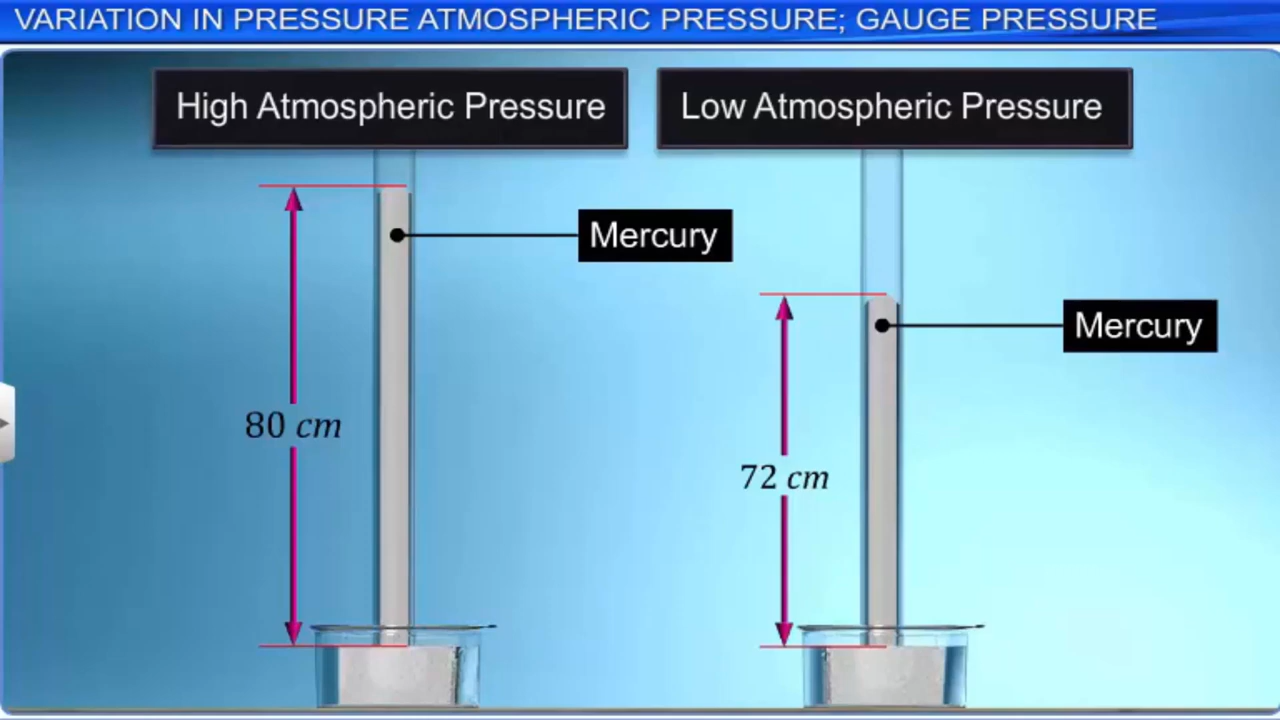 VARIATION IN PRESSURE ATMOSPHERIC PRESSURE; GAUGE PRESSURE
High Atmospheric Pressure
Low Atmospheric Pressure
Mercury
Mercury
80 cm
72 cm